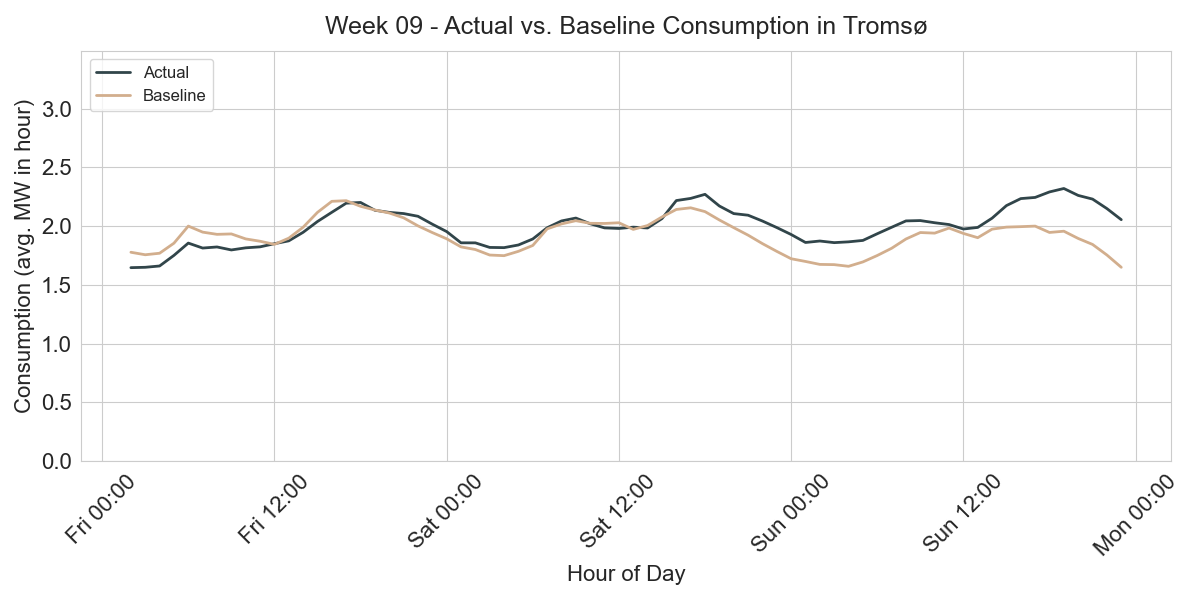 Week 09 - Actual vs. Baseline Consumption in Tromsø
Actual
Baseline
Consumption (avg. MW in hour)
3.0
2.5
2.0
1.5
1.0
0.5
0.0
Fri 00:00
Fri 12:00
Sat 00:00
Sat 12:00
Sun 00:00
Sun 12:00
Mon 00:00
Hour of Day